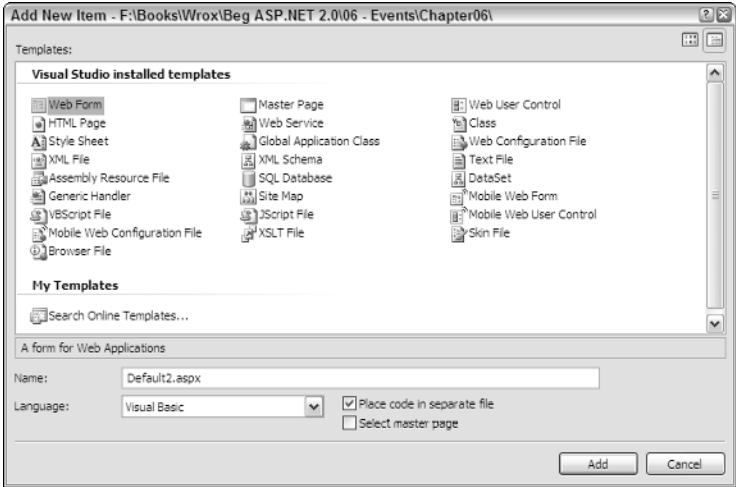 Add New Item - F:\Books\Wrox\Beg ASP.NET 2.0\06 - Events\Chapter06\
Templates:
Visual Studio installed templates
Web Form
Master Page
Web User Control
HTML Page
Web Service
Class
Style Sheet
Global Application Class
Web Configuration File
XML File
XML Schema
Text File
Assembly Resource File
SQL Database
DataSet
Generic Handler
Site Map
Mobile Web Form
VBScript File
JScript File
Mobile Web User Control
Mobile Web Configuration File
XSLT File
Skin File
Browser File
My Templates
Search Online Templates...
A form for Web Applications
Name:
Default2.aspx
Language:
Visual Basic
Place code in separate file
Select master page
Add
Cancel